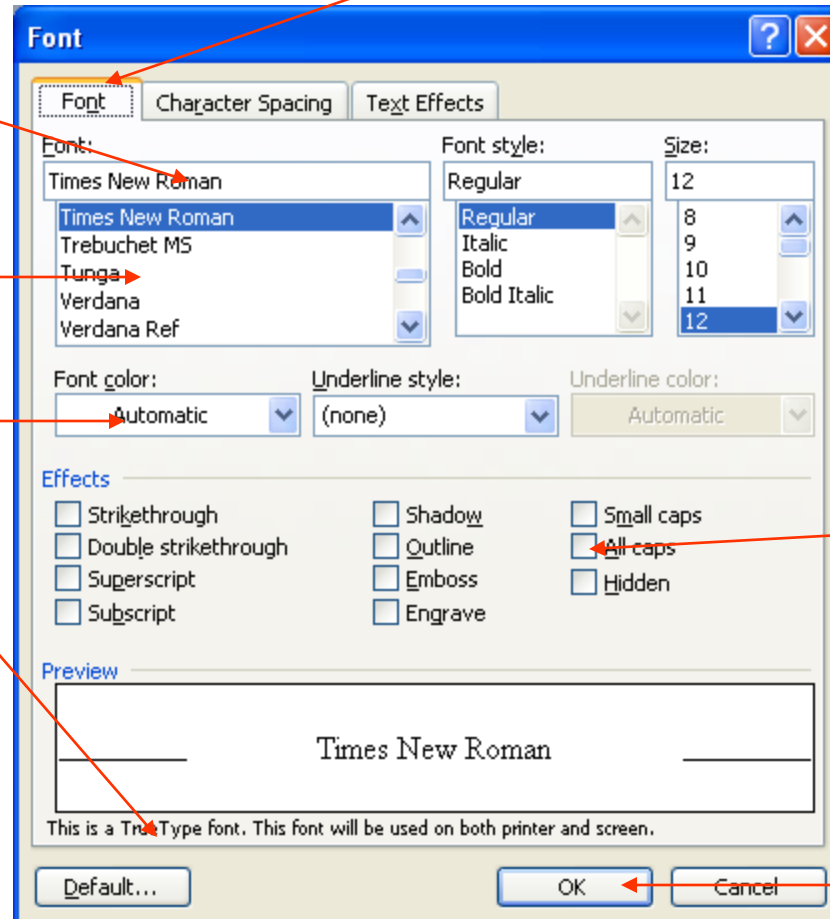 Font
Font Character Spacing Text Effects
Font: Font style: Size:
Times New Roman Regular 12
Times New Roman Regular 8
Trebuchet MS Italic 9
Tunga Bold 10
Verdana Bold Italic 11
Verdana Ref 12
Font color: Underline style: Underline color:
Automatic (none) Automatic
Effects
Strikethrough Shadow Small caps
Double strikethrough Outline All caps
Superscript Emboss Hidden
Subscript Engrave
Preview
Times New Roman
This is a TrueType font. This font will be used on both printer and screen.
Default... OK Cancel